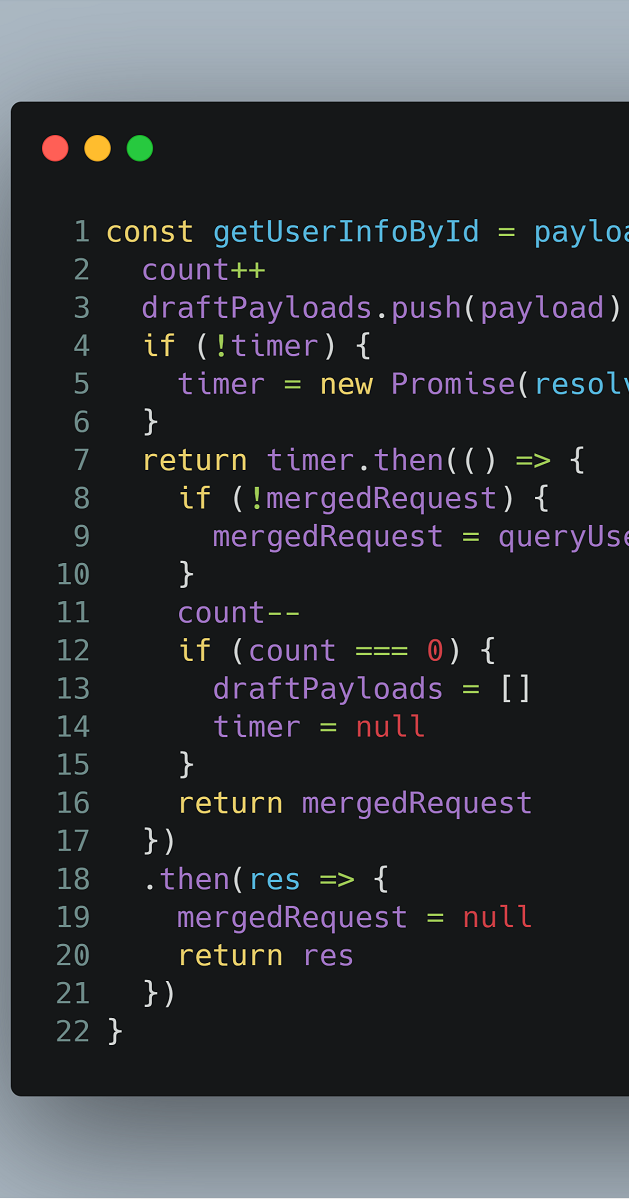 1 const getUserInfoById = payloa
2 count++
3 draftPayloads.push(payload)
4 if (!timer) {
5 timer = new Promise(resolv
6 }
7 return timer.then(() => {
8 if (!mergedRequest) {
9 mergedRequest = queryUse
10 }
11 count--
12 if (count === 0) {
13 draftPayloads = []
14 timer = null
15 }
16 return mergedRequest
17 })
18 .then(res => {
19 mergedRequest = null
20 return res
21 })
22 }